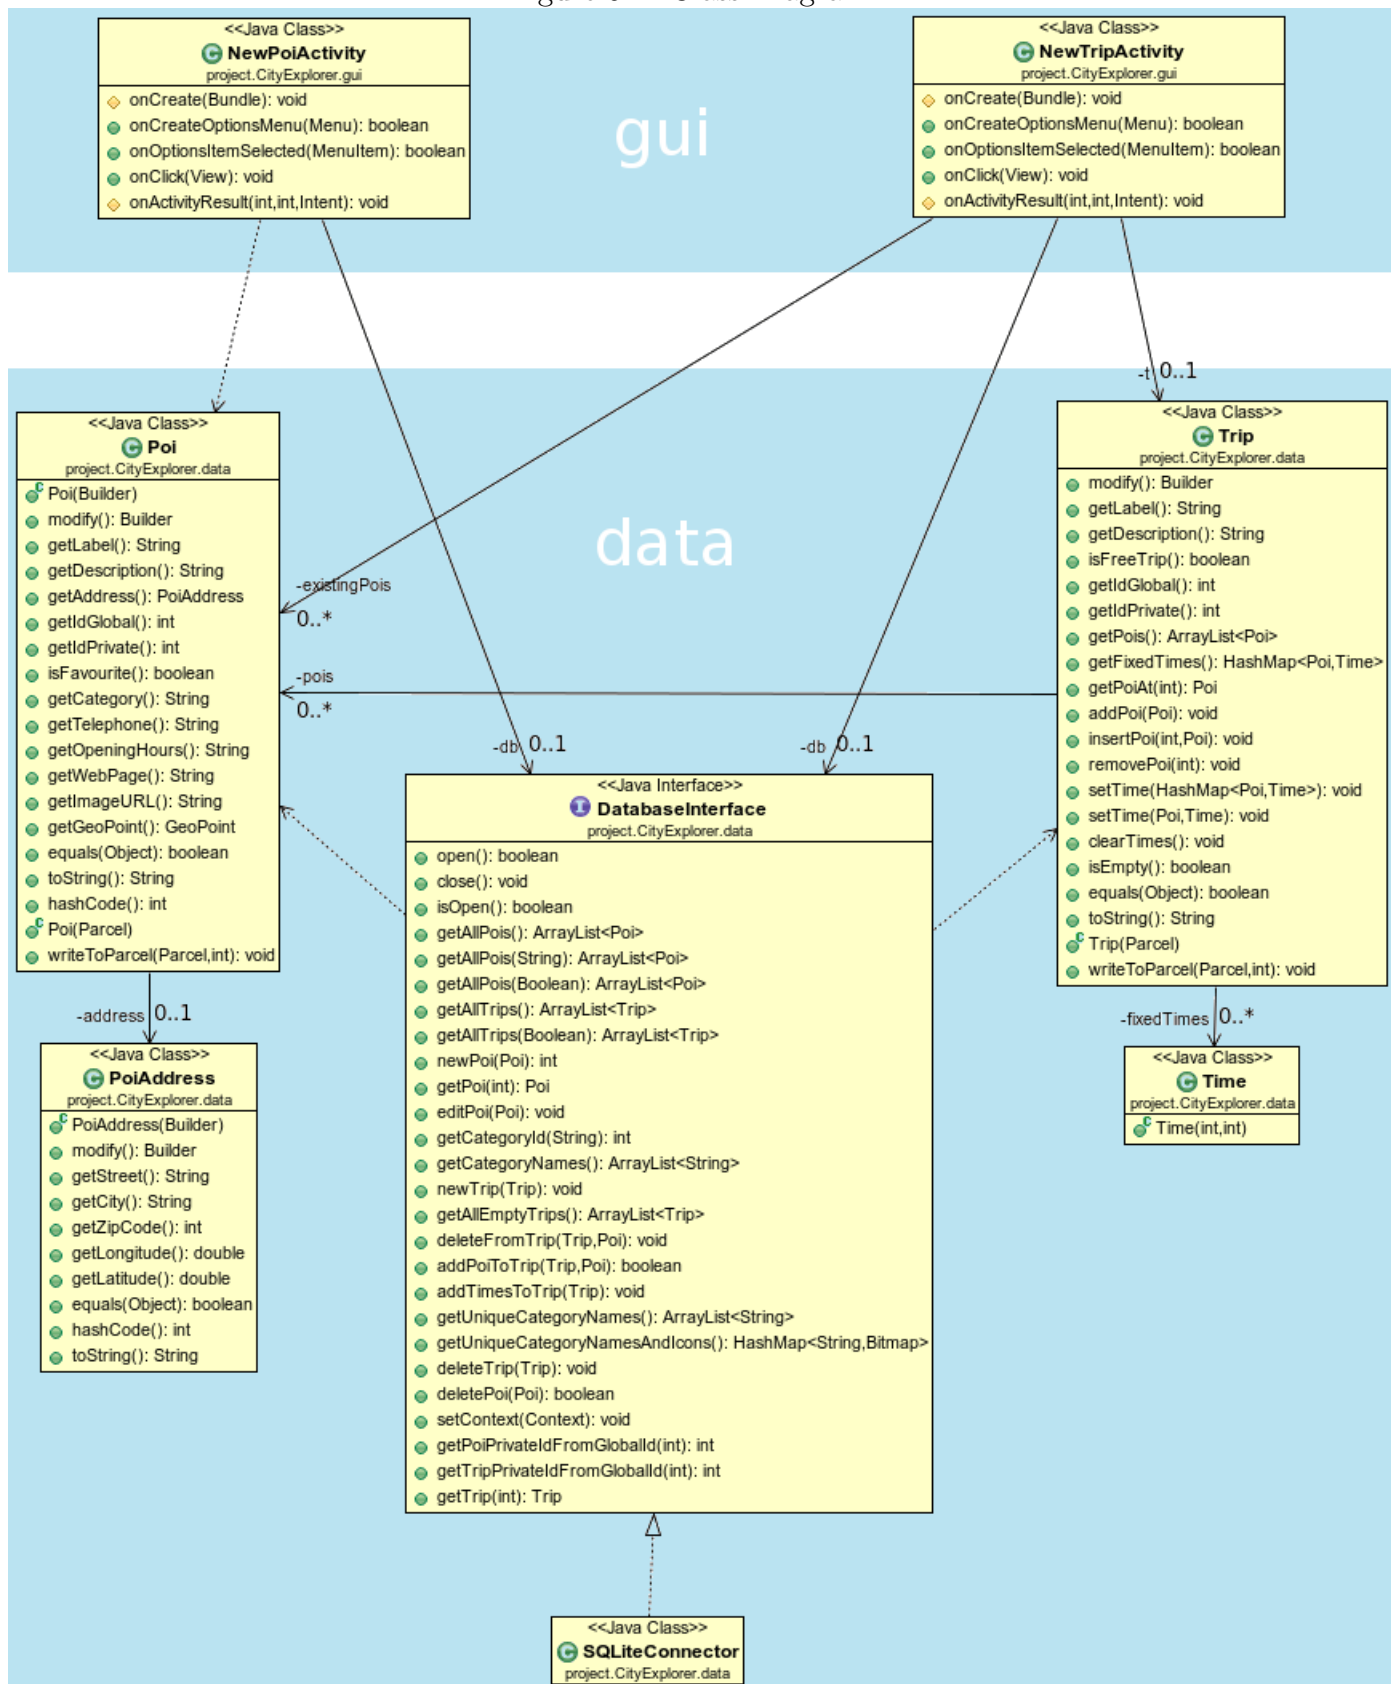 <<Java Class>>
NewPoiActivity
project.CityExplorer.gui
onCreate(Bundle): void
onCreateOptionsMenu(Menu): boolean
onOptionsItemSelected(MenuItem): boolean
onClick(View): void
onActivityResult(int,int,Intent): void
gui
<<Java Class>>
NewTripActivity
project.CityExplorer.gui
onCreate(Bundle): void
onCreateOptionsMenu(Menu): boolean
onOptionsItemSelected(MenuItem): boolean
onClick(View): void
onActivityResult(int,int,Intent): void
-t 0..1
<<Java Class>>
Poi
project.CityExplorer.data
Poi(Builder)
modify(): Builder
getLabel(): String
getDescription(): String
getAddress(): PoiAddress
getIdGlobal(): int
getIdPrivate(): int
isFavourite(): boolean
getCategory(): String
getTelephone(): String
getOpeningHours(): String
getWebPage(): String
getImageURL(): String
getGeoPoint(): GeoPoint
equals(Object): boolean
toString(): String
hashCode(): int
Poi(Parcel)
writeToParcel(Parcel,int): void
data
-existingPois
0..*
-pois
0..*
-db 0..1
-db 0..1
<<Java Class>>
Trip
project.CityExplorer.data
modify(): Builder
getLabel(): String
getDescription(): String
isFreeTrip(): boolean
getIdGlobal(): int
getIdPrivate(): int
getPois(): ArrayList<Poi>
getFixedTimes(): HashMap<Poi,Time>
getPoiAt(int): Poi
addPoi(Poi): void
insertPoi(int,Poi): void
removePoi(int): void
setTime(HashMap<Poi,Time>): void
setTime(Poi,Time): void
clearTimes(): void
isEmpty(): boolean
equals(Object): boolean
toString(): String
Trip(Parcel)
writeToParcel(Parcel,int): void
<<Java Interface>>
DatabaseInterface
project.CityExplorer.data
open(): boolean
close(): void
isOpen(): boolean
getAllPois(): ArrayList<Poi>
getAllPois(String): ArrayList<Poi>
getAllPois(Boolean): ArrayList<Poi>
getAllTrips(): ArrayList<Trip>
getAllTrips(Boolean): ArrayList<Trip>
newPoi(Poi): int
getPoi(int): Poi
editPoi(Poi): void
getCategoryId(String): int
getCategoryNames(): ArrayList<String>
newTrip(Trip): void
getAllEmptyTrips(): ArrayList<Trip>
deleteFromTrip(Trip,Poi): void
addPoiToTrip(Trip,Poi): boolean
addTimesToTrip(Trip): void
getUniqueCategoryNames(): ArrayList<String>
getUniqueCategoryNamesAndIcons(): HashMap<String,Bitmap>
deleteTrip(Trip): void
deletePoi(Poi): boolean
setContext(Context): void
getPoiPrivateIdFromGlobalId(int): int
getTripPrivateIdFromGlobalId(int): int
getTrip(int): Trip
-address 0..1
<<Java Class>>
PoiAddress
project.CityExplorer.data
PoiAddress(Builder)
modify(): Builder
getStreet(): String
getCity(): String
getZipCode(): int
getLongitude(): double
getLatitude(): double
equals(Object): boolean
hashCode(): int
toString(): String
-fixedTimes 0..*
<<Java Class>>
Time
project.CityExplorer.data
Time(int,int)
<<Java Class>>
SQLiteConnector
project.CityExplorer.data